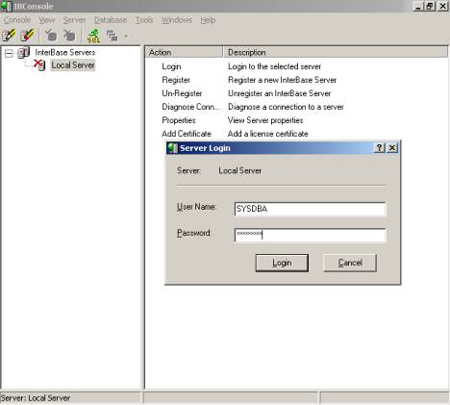 IBConsole
Console View Server Database Tools Windows Help
SQL
InterBase Servers
Local Server
Action Description
Login Login to the selected server
Register Register a new InterBase Server
Un-Register Unregister an InterBase Server
Diagnose Conn... Diagnose a connection to a server
Properties View Server properties
Add Certificate Add a license certificate
Server Login
Server: Local Server
User Name: SYSDBA
Password: ********
Login Cancel
Server: Local Server